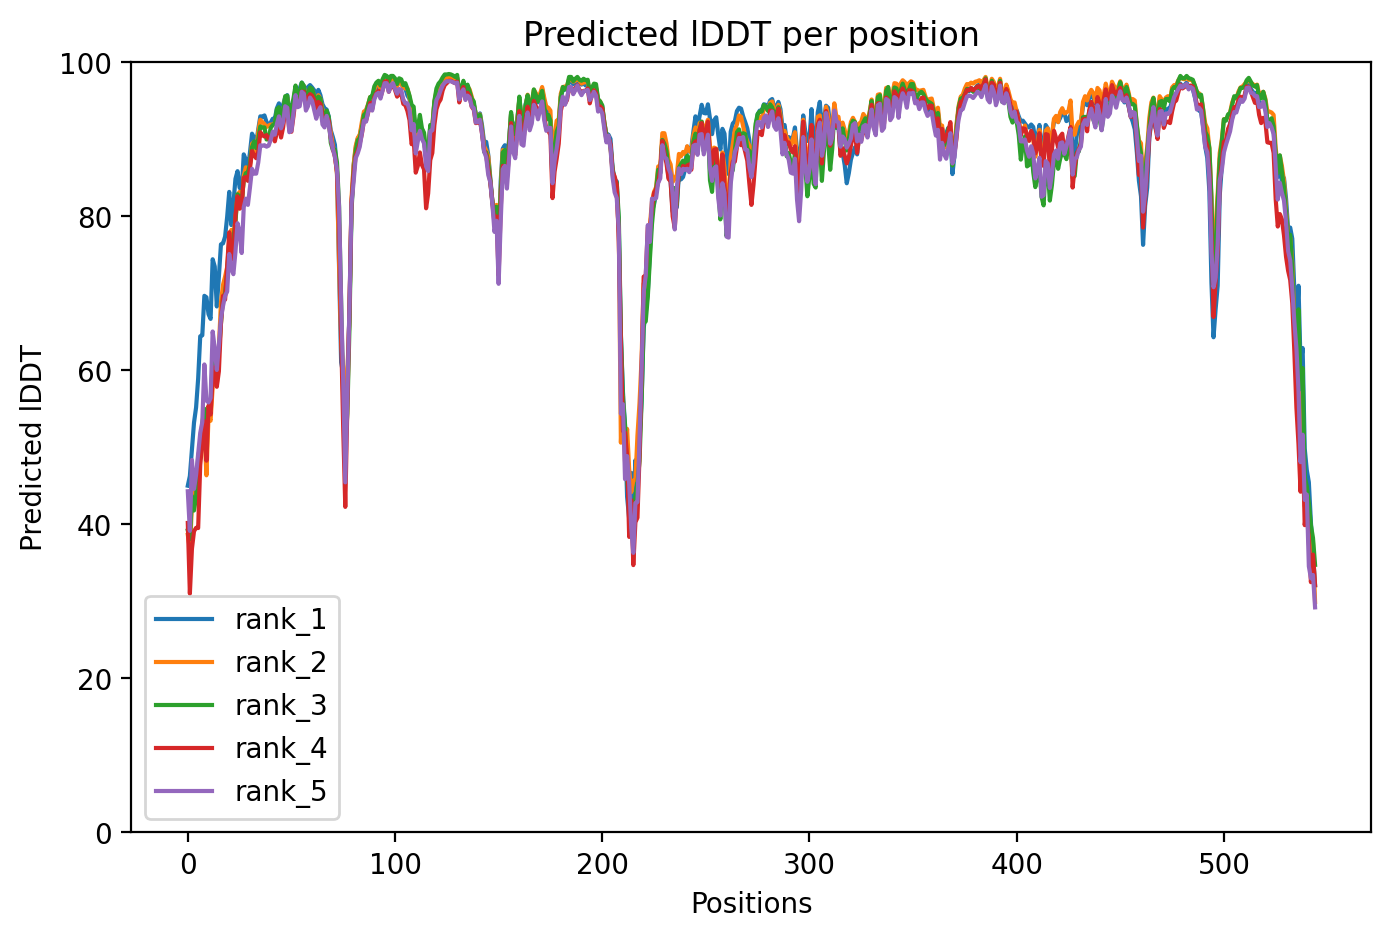 Predicted lDDT per position
100
80
60
40
20
0
Predicted lDDT
rank_1
rank_2
rank_3
rank_4
rank_5
0 100 200 300 400 500
Positions